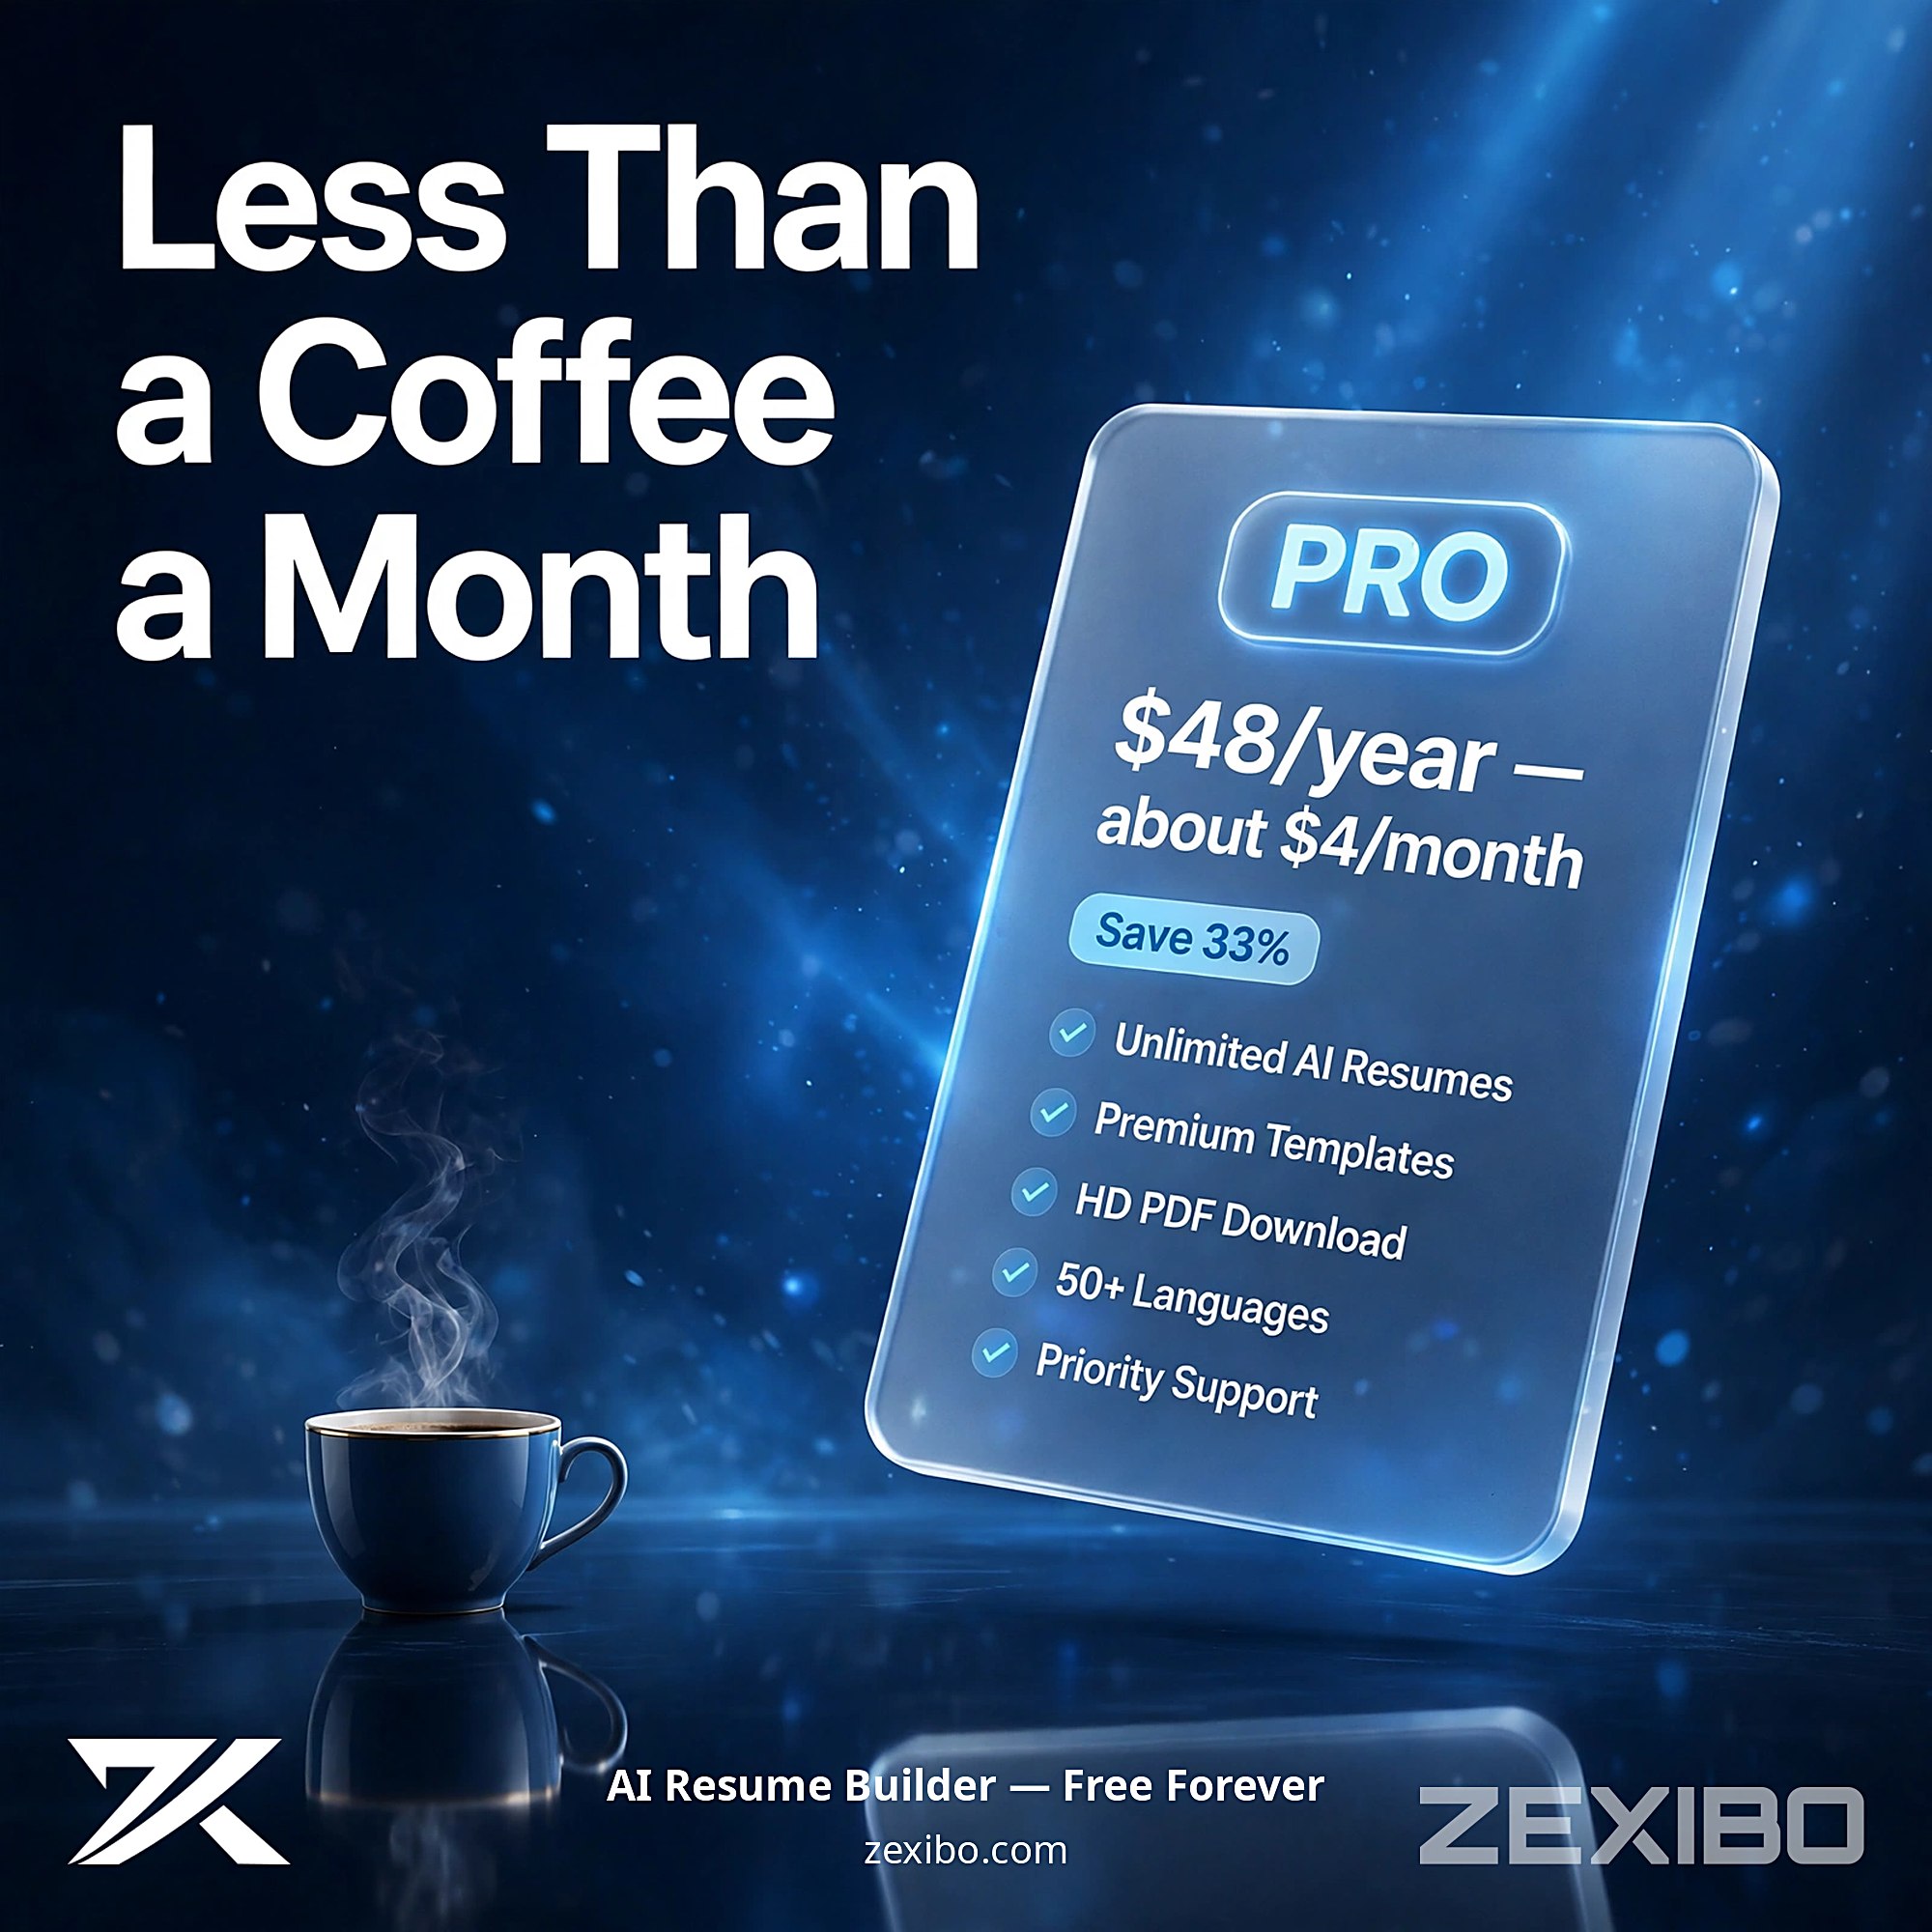 Less Than
a Coffee
a Month
PRO
$48/year —
about $4/month
Save 33%
Unlimited AI Resumes
Premium Templates
HD PDF Download
50+ Languages
Priority Support
AI Resume Builder — Free Forever
zexibo.com
ZEXIBO